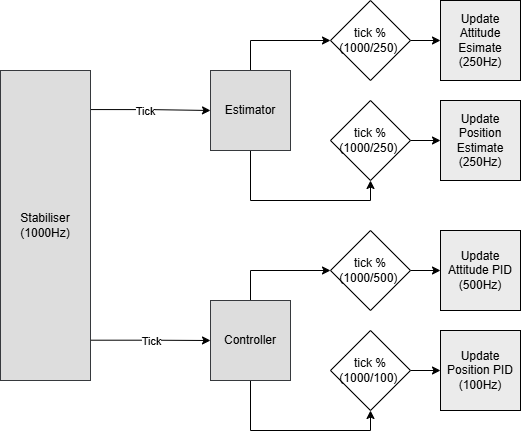 Stabiliser
(1000Hz)
Tick
Estimator
tick %
(1000/250)
Update
Attitude
Esimate
(250Hz)
tick %
(1000/250)
Update
Position
Estimate
(250Hz)
Tick
Controller
tick %
(1000/500)
Update
Attitude PID
(500Hz)
tick %
(1000/100)
Update
Position PID
(100Hz)